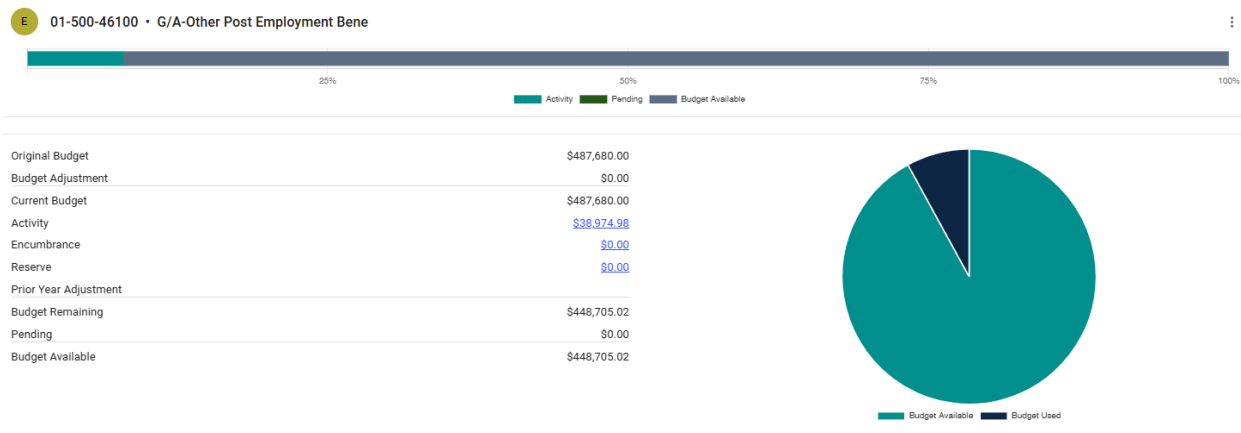 E 01-500-46100 • G/A-Other Post Employment Bene
25% 50% 75% 100%
Activity Pending Budget Available
Original Budget $487,680.00
Budget Adjustment $0.00
Current Budget $487,680.00
Activity $38,974.98
Encumbrance $0.00
Reserve $0.00
Prior Year Adjustment
Budget Remaining $448,705.02
Pending $0.00
Budget Available $448,705.02
Budget Available Budget Used